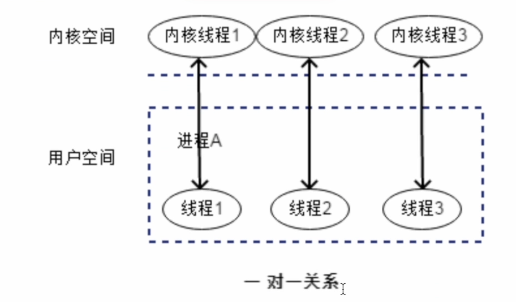 内核空间 内核线程1 内核线程2 内核线程3
进程A
用户空间
线程1 线程2 线程3
一 对一关系